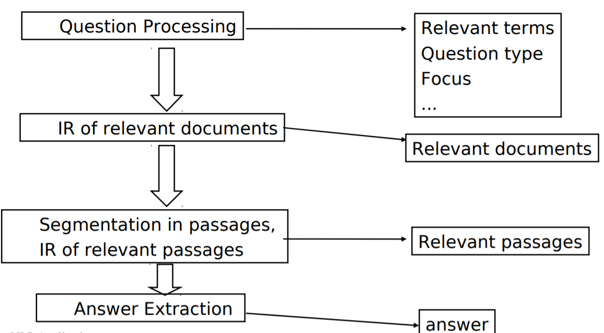 Question Processing
Relevant terms
Question type
Focus
...
IR of relevant documents
Relevant documents
Segmentation in passages,
IR of relevant passages
Relevant passages
Answer Extraction
answer